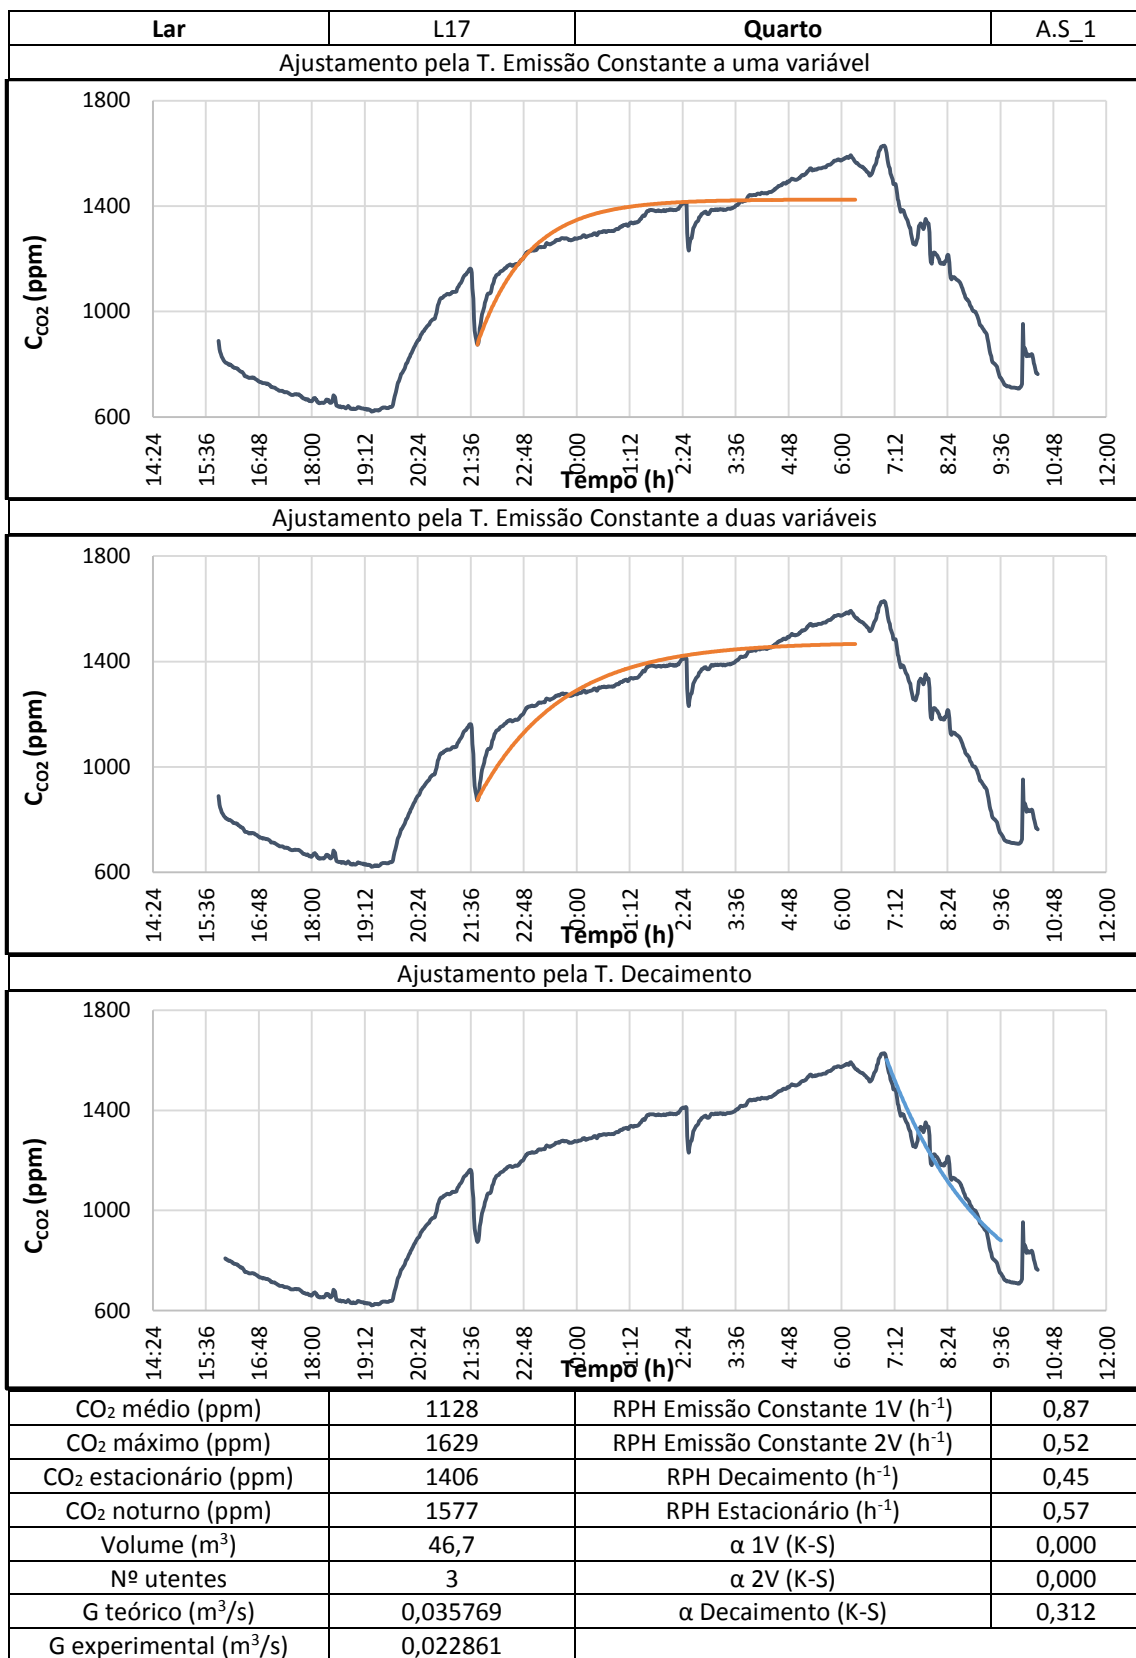 Lar L17 Quarto A.S_1
Ajustamento pela T. Emissão Constante a uma variável
1800
1400
1000
600
C_CO2 (ppm)
14:24 15:36 16:48 18:00 19:12 20:24 21:36 22:48 0:00 1:12 2:24 3:36 4:48 6:00 7:12 8:24 9:36 10:48 12:00
Tempo (h)
Ajustamento pela T. Emissão Constante a duas variáveis
1800
1400
1000
600
C_CO2 (ppm)
14:24 15:36 16:48 18:00 19:12 20:24 21:36 22:48 0:00 1:12 2:24 3:36 4:48 6:00 7:12 8:24 9:36 10:48 12:00
Tempo (h)
Ajustamento pela T. Decaimento
1800
1400
1000
600
C_CO2 (ppm)
14:24 15:36 16:48 18:00 19:12 20:24 21:36 22:48 0:00 1:12 2:24 3:36 4:48 6:00 7:12 8:24 9:36 10:48 12:00
Tempo (h)
CO₂ médio (ppm) 1128 RPH Emissão Constante 1V (h⁻¹) 0,87
CO₂ máximo (ppm) 1629 RPH Emissão Constante 2V (h⁻¹) 0,52
CO₂ estacionário (ppm) 1406 RPH Decaimento (h⁻¹) 0,45
CO₂ noturno (ppm) 1577 RPH Estacionário (h⁻¹) 0,57
Volume (m³) 46,7 α 1V (K-S) 0,000
Nº utentes 3 α 2V (K-S) 0,000
G teórico (m³/s) 0,035769 α Decaimento (K-S) 0,312
G experimental (m³/s) 0,022861